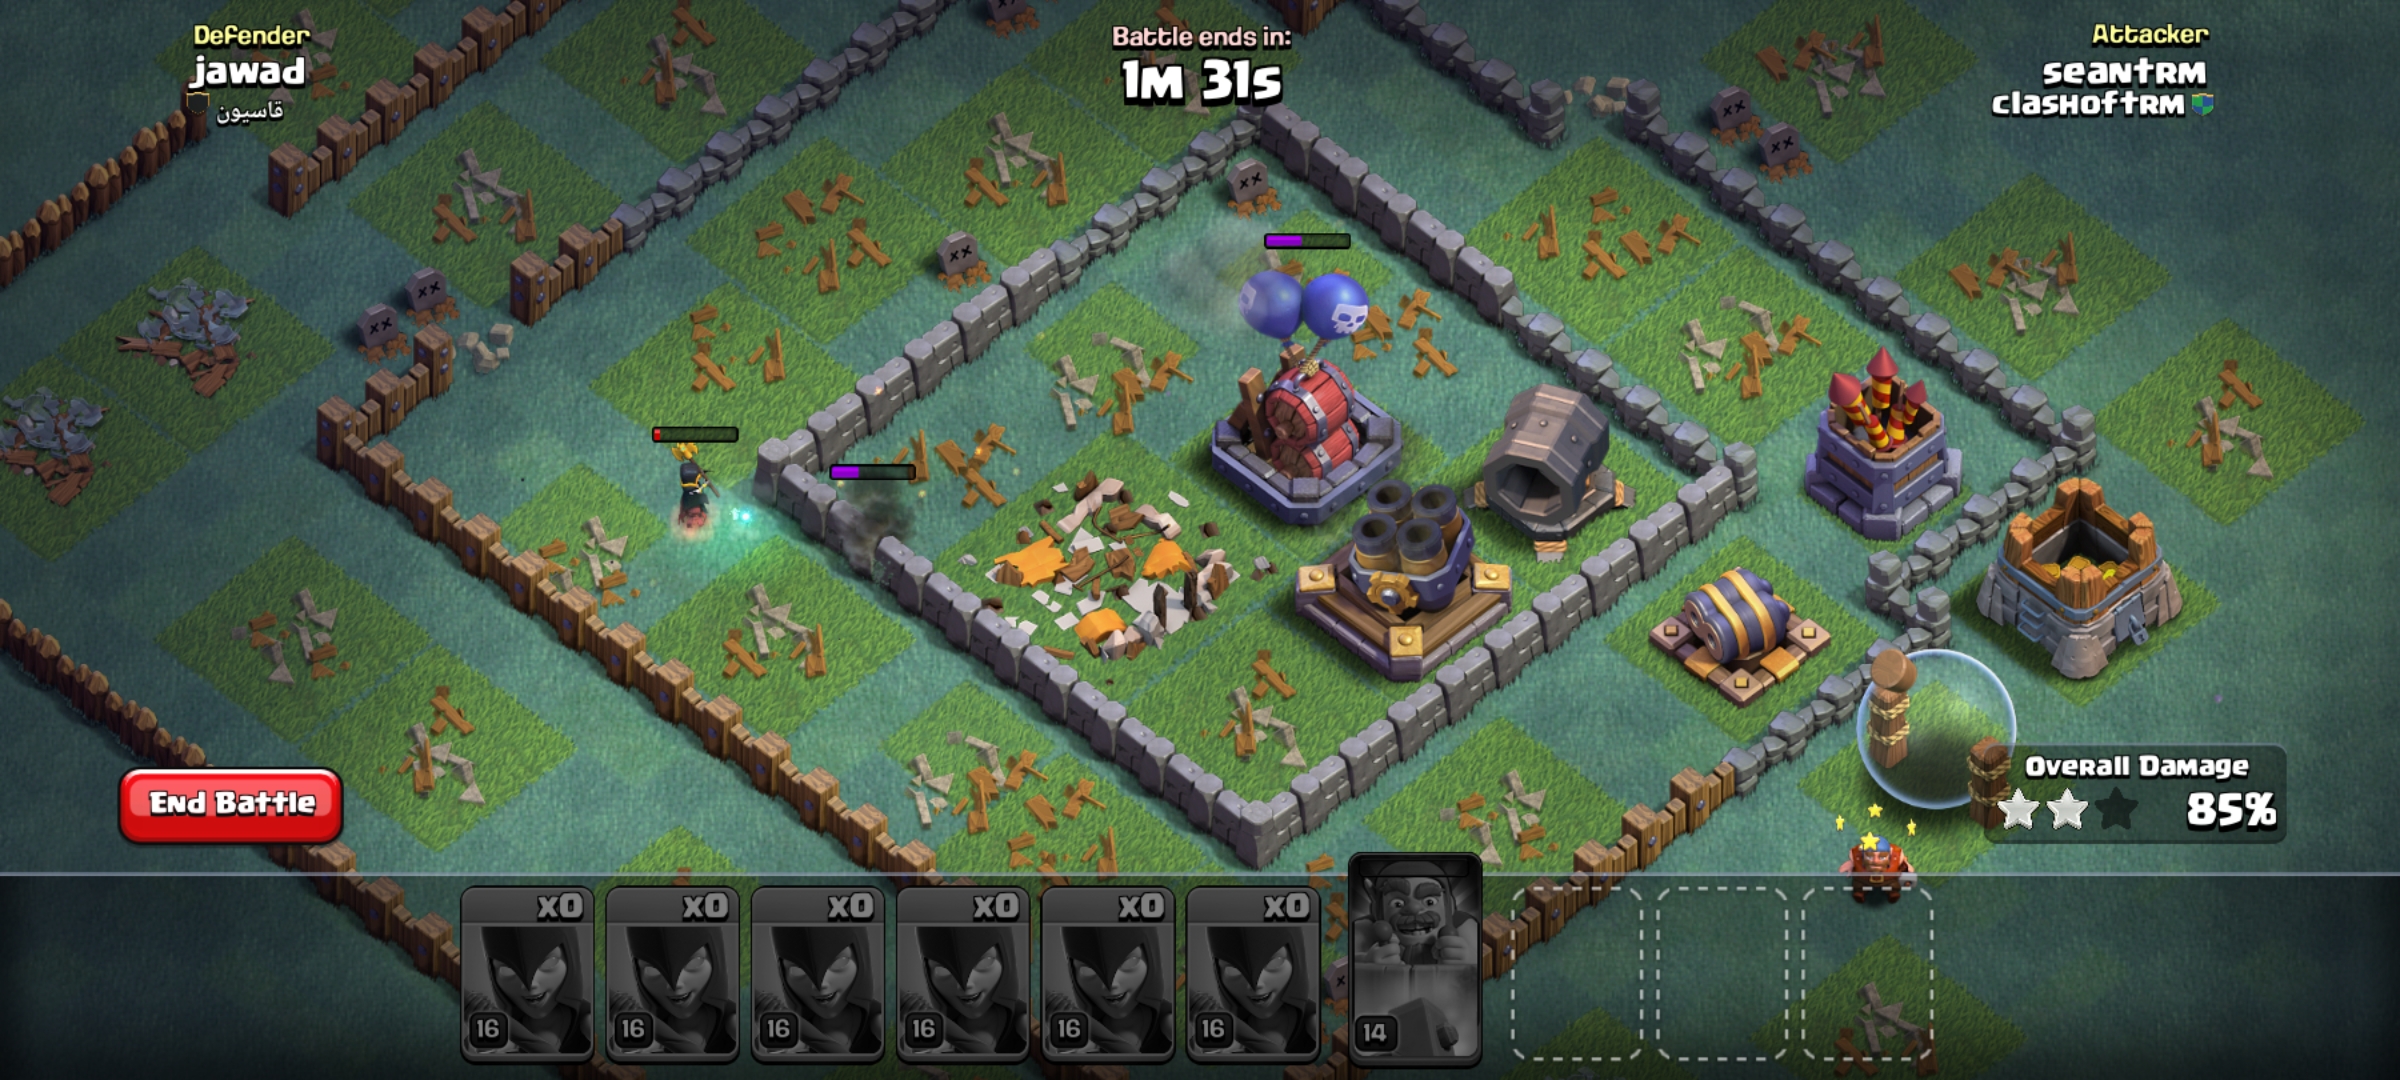 Defender
jawad
قاسيون
Battle ends in:
1M 31s
Attacker
seantRM
clashoftRM
End Battle
Overall Damage
85%
x0
x0
x0
x0
x0
x0
16
16
16
16
16
16
14